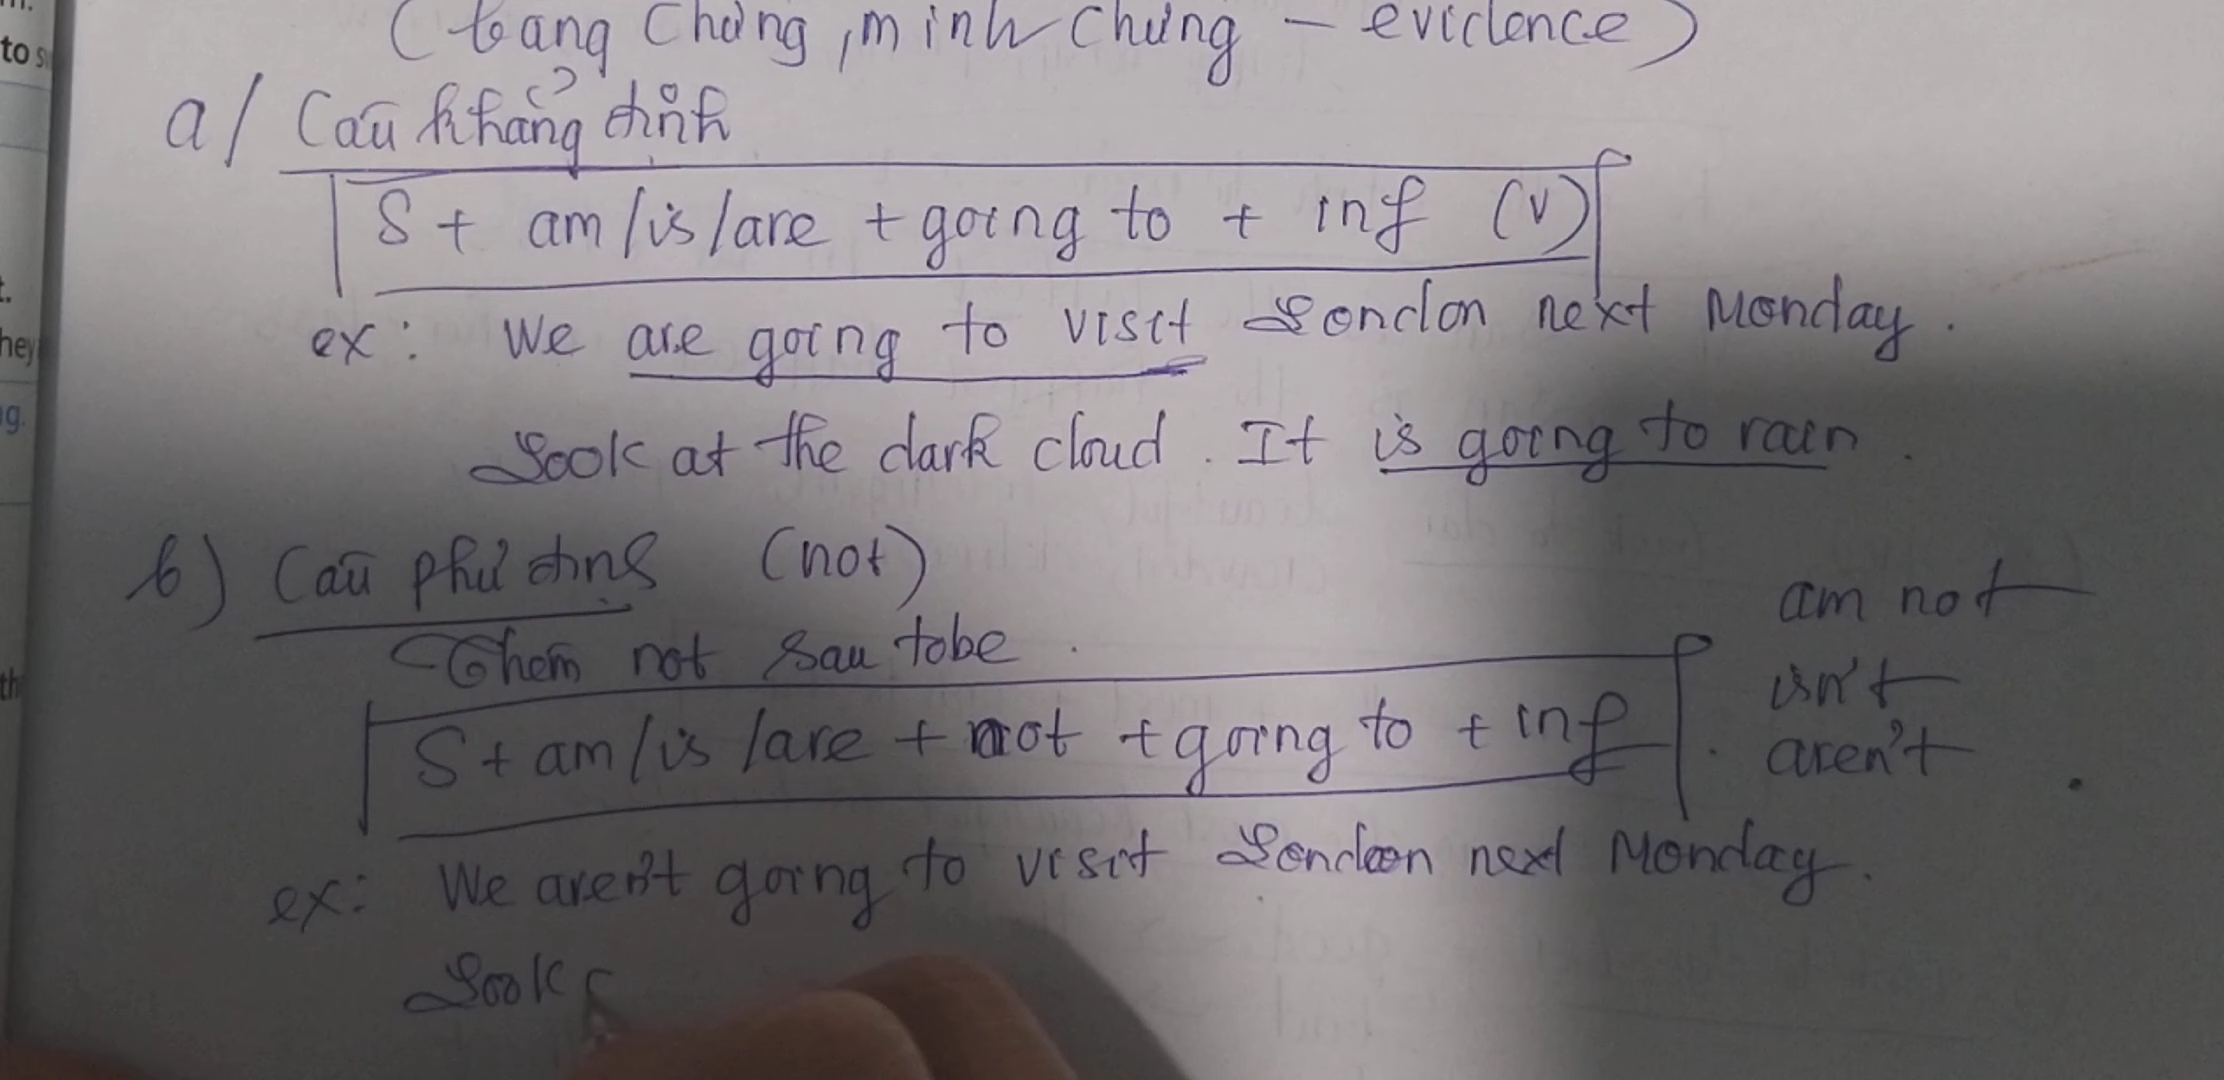 to s
(bằng chứng, minh chứng – evidence)
a/ Câu khẳng định
S + am/is/are + going to + inf (V)
ex: We are going to visit London next Monday.
Look at the dark cloud. It is going to rain.
b) Câu phủ định (not)
Thêm not sau tobe.
S + am/is/are + not + going to + inf
am not
isn't
aren't
ex: We aren't going to visit London next Monday.
Look
hey
g.
th